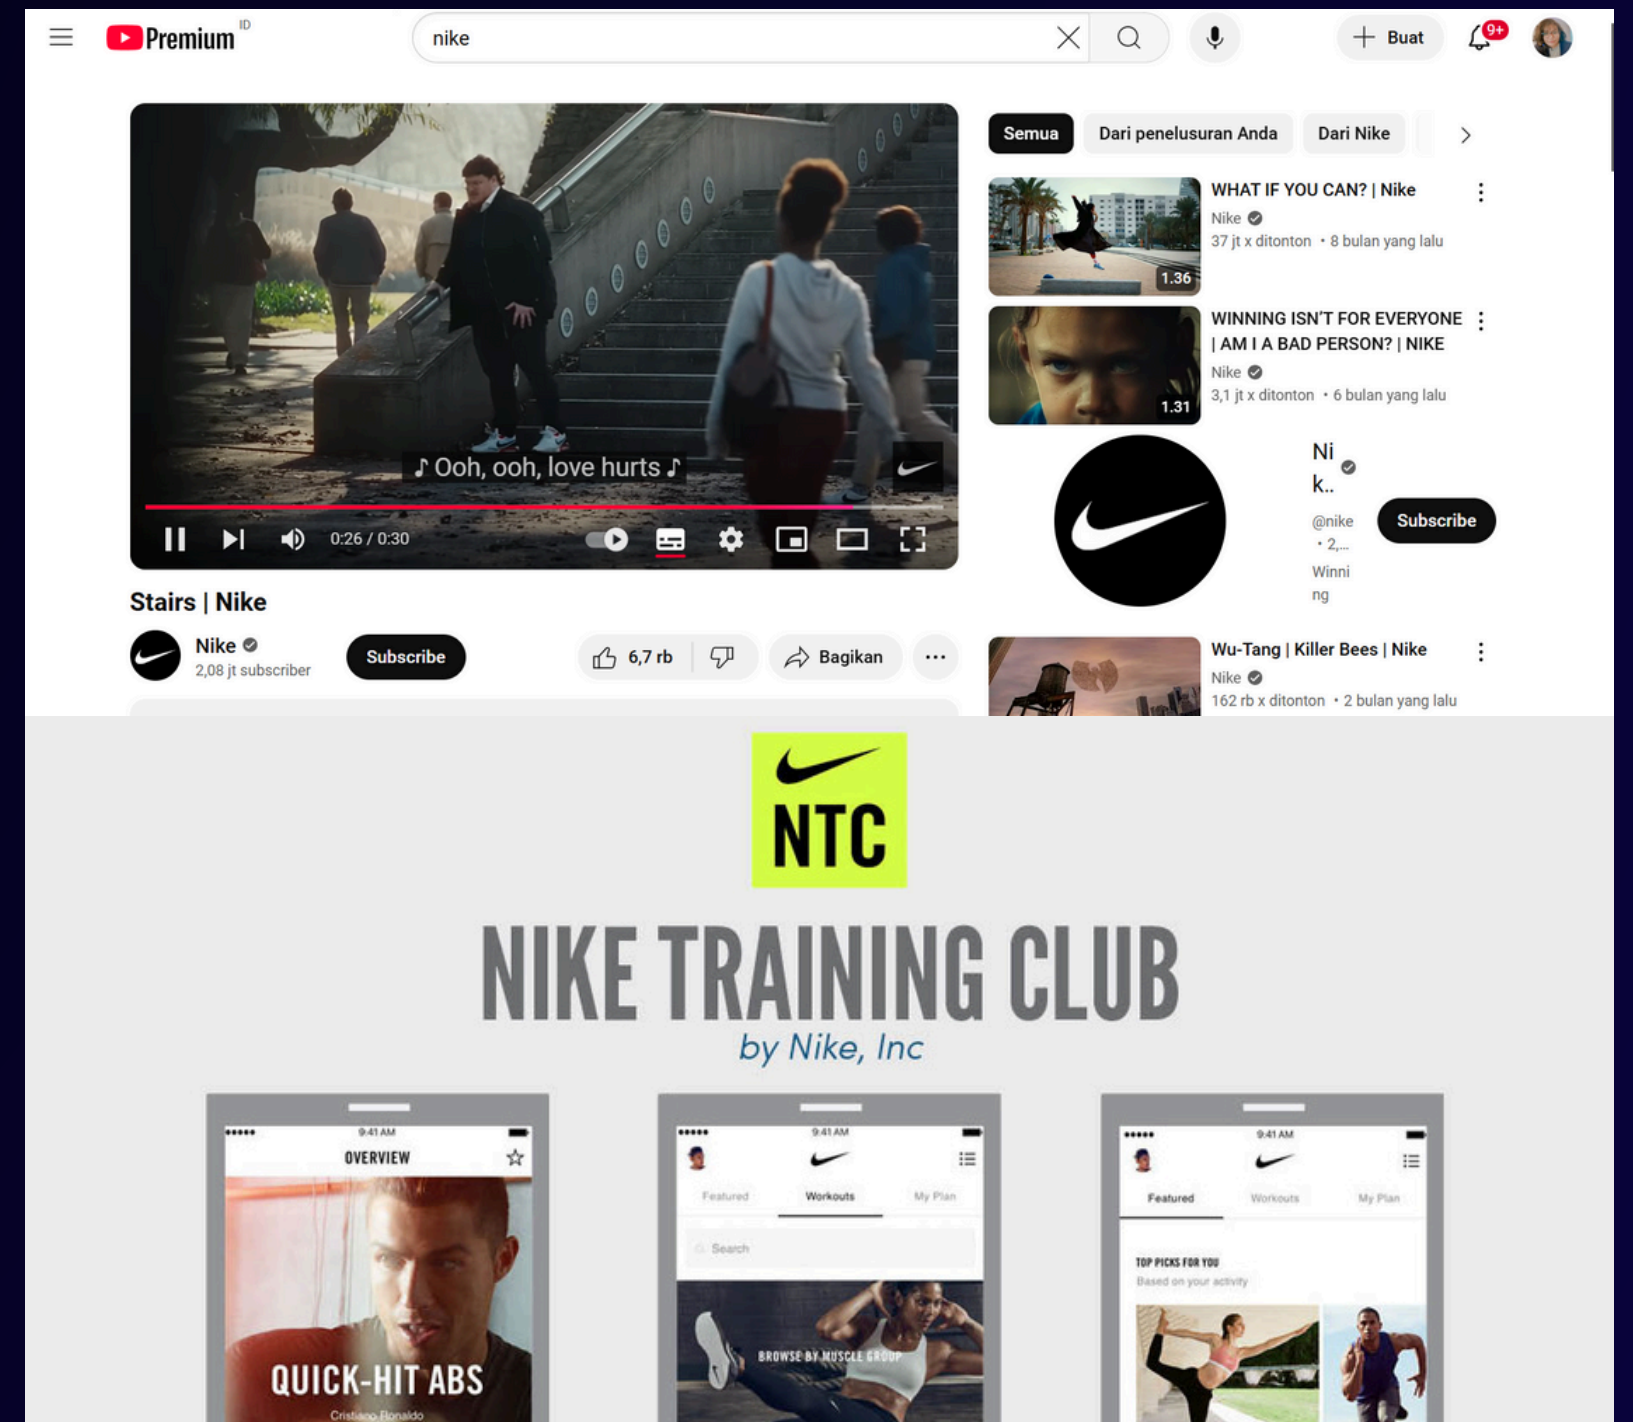 Premium ID
nike
Buat
9+
♪ Ooh, ooh, love hurts ♪
0:26 / 0:30
Stairs | Nike
Nike
2,08 jt subscriber
Subscribe
6,7 rb
Bagikan
Semua
Dari penelusuran Anda
Dari Nike
WHAT IF YOU CAN? | Nike
Nike
37 jt x ditonton • 8 bulan yang lalu
1.36
WINNING ISN'T FOR EVERYONE
| AM I A BAD PERSON? | NIKE
Nike
3,1 jt x ditonton • 6 bulan yang lalu
1.31
Ni
k..
@nike
• 2,...
Winni
ng
Subscribe
Wu-Tang | Killer Bees | Nike
Nike
162 rb x ditonton • 2 bulan yang lalu
NTC
NIKE TRAINING CLUB
by Nike, Inc
9:41 AM
OVERVIEW
QUICK-HIT ABS
Cristiano Ronaldo
9:41 AM
Featured
Workouts
My Plan
Search
BROWSE BY MUSCLE GROUP
9:41 AM
Featured
Workouts
My Plan
TOP PICKS FOR YOU
Based on your activity